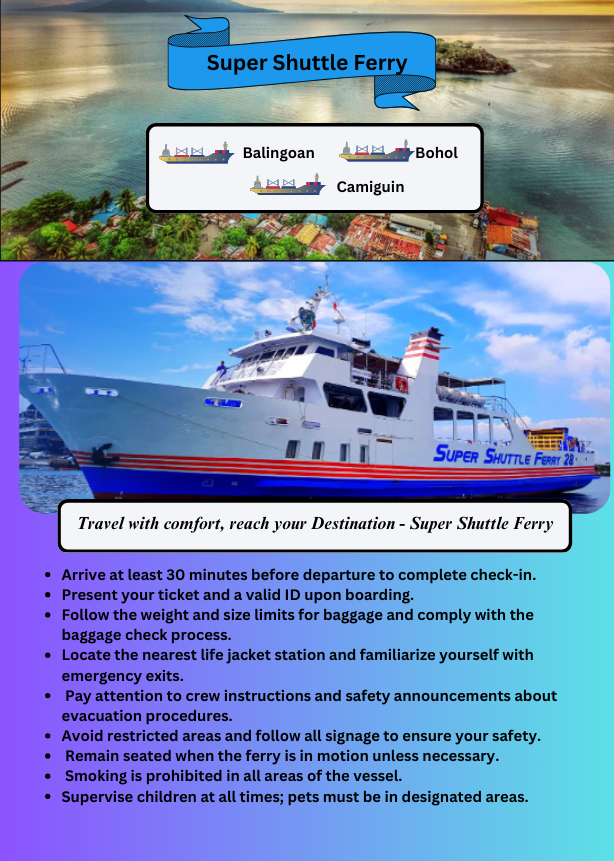 Super Shuttle Ferry
Balingoan
Bohol
Camiguin
SUPER SHUTTLE FERRY 28
Travel with comfort, reach your Destination - Super Shuttle Ferry
• Arrive at least 30 minutes before departure to complete check-in.
• Present your ticket and a valid ID upon boarding.
• Follow the weight and size limits for baggage and comply with the
baggage check process.
• Locate the nearest life jacket station and familiarize yourself with
emergency exits.
• Pay attention to crew instructions and safety announcements about
evacuation procedures.
• Avoid restricted areas and follow all signage to ensure your safety.
• Remain seated when the ferry is in motion unless necessary.
• Smoking is prohibited in all areas of the vessel.
• Supervise children at all times; pets must be in designated areas.